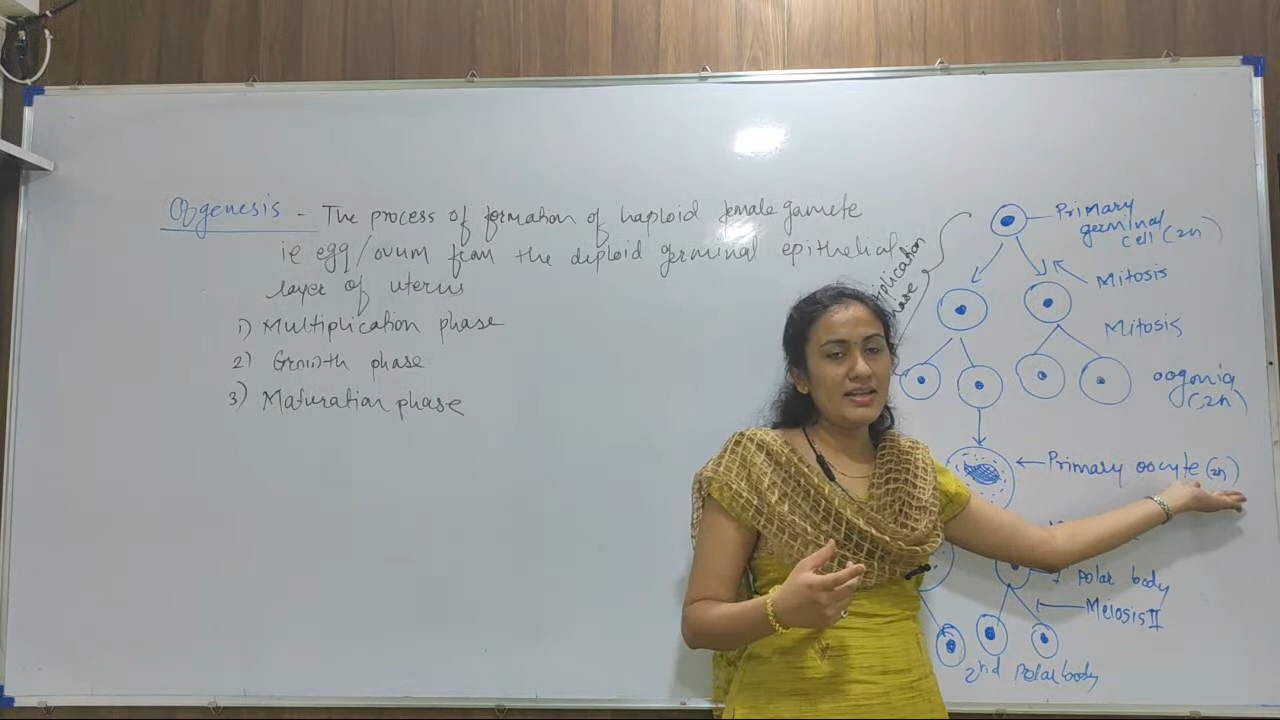 Oogenesis - The process of formation of haploid female gamete
ie egg/ovum from the diploid germinal epithelial
layer of uterus
1) Multiplication phase
2) Growth phase
3) Maturation phase
Primary
germinal
cell (2n)
Mitosis
Mitosis
oogonia
(2n)
Primary oocyte (2n)
polar body
Meiosis II
2nd polar body